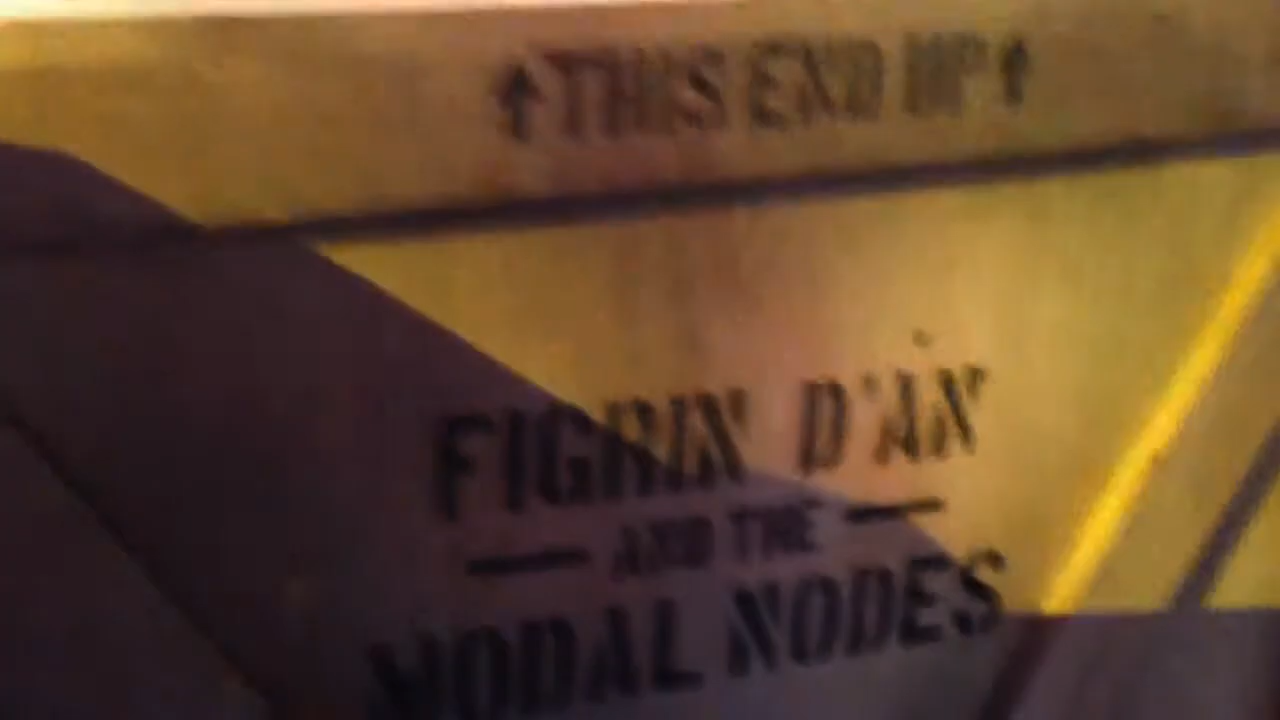 ↑THIS END UP↑
FIGRIN D'AN
— AND THE —
MODAL NODES